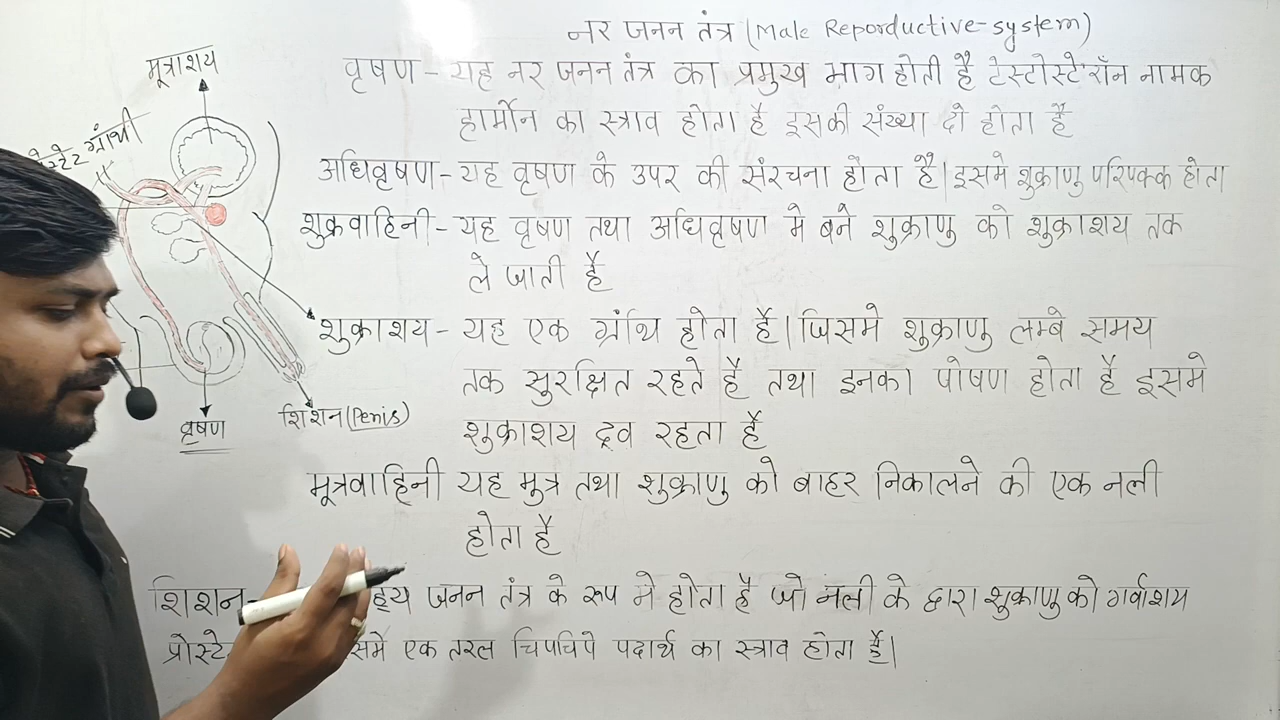 नर जनन तंत्र (Male Reporductive-system)
मूत्राशय
वृषण - यह नर जनन तंत्र का प्रमुख भाग होती है टेस्टोस्टेरॉन नामक
हार्मोन का स्त्राव होता है इसकी संख्या दो होता है
ग्रंथी
अधिवृषण - यह वृषण के उपर की संरचना होता है। इसमे शुक्राणु परिपक्क होता
शुक्रवाहिनी - यह वृषण तथा अधिवृषण मे बने शुक्राणु को शुक्राशय तक
ले जाती है
शुक्राशय - यह एक ग्रंथि होता है। जिसमे शुक्राणु लम्बे समय
तक सुरक्षित रहते है तथा इनका पोषण होता है इसमे
शुक्राशय द्रव रहता है
वृषण
शिशन (Penis)
मूत्रवाहिनी यह मुत्र तथा शुक्राणु को बाहर निकालने की एक नली
होता है
शिशन - जनन तंत्र के रूप मे होता है जो नली के द्वारा शुक्राणु को गर्वाशय
एक तरल चिपचिपे पदार्थ का स्त्राव होता है।